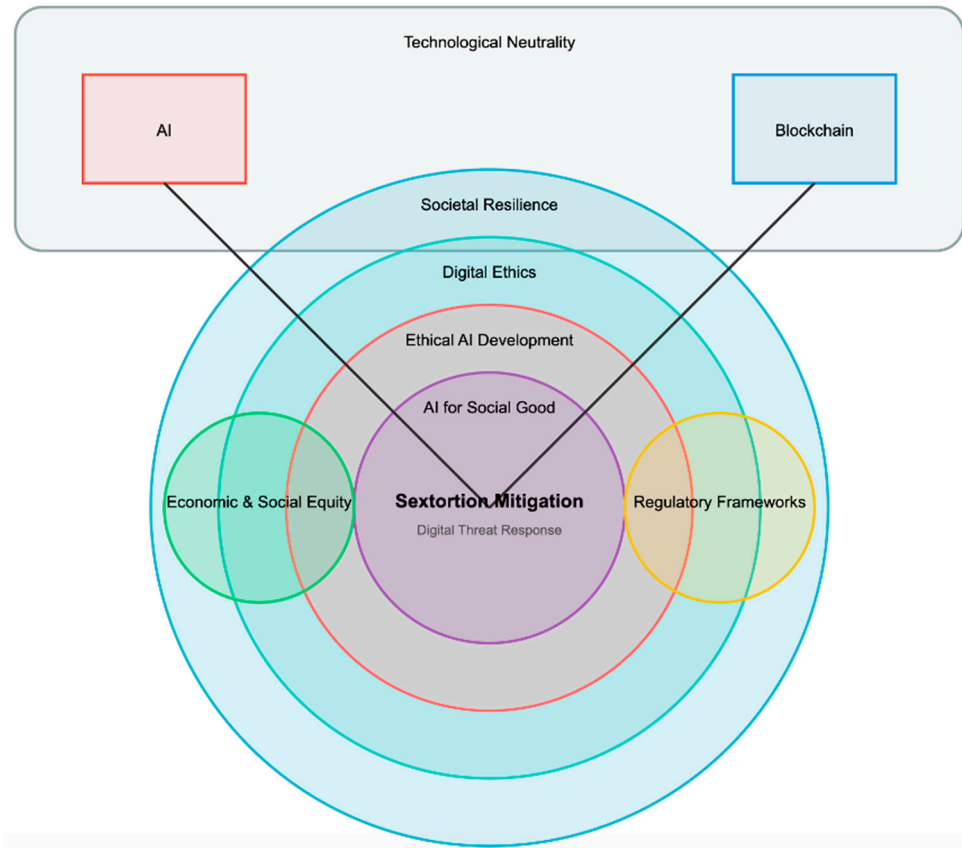 Technological Neutrality
AI
Blockchain
Societal Resilience
Digital Ethics
Ethical AI Development
AI for Social Good
Economic & Social Equity
Sextortion Mitigation
Regulatory Frameworks
Digital Threat Response